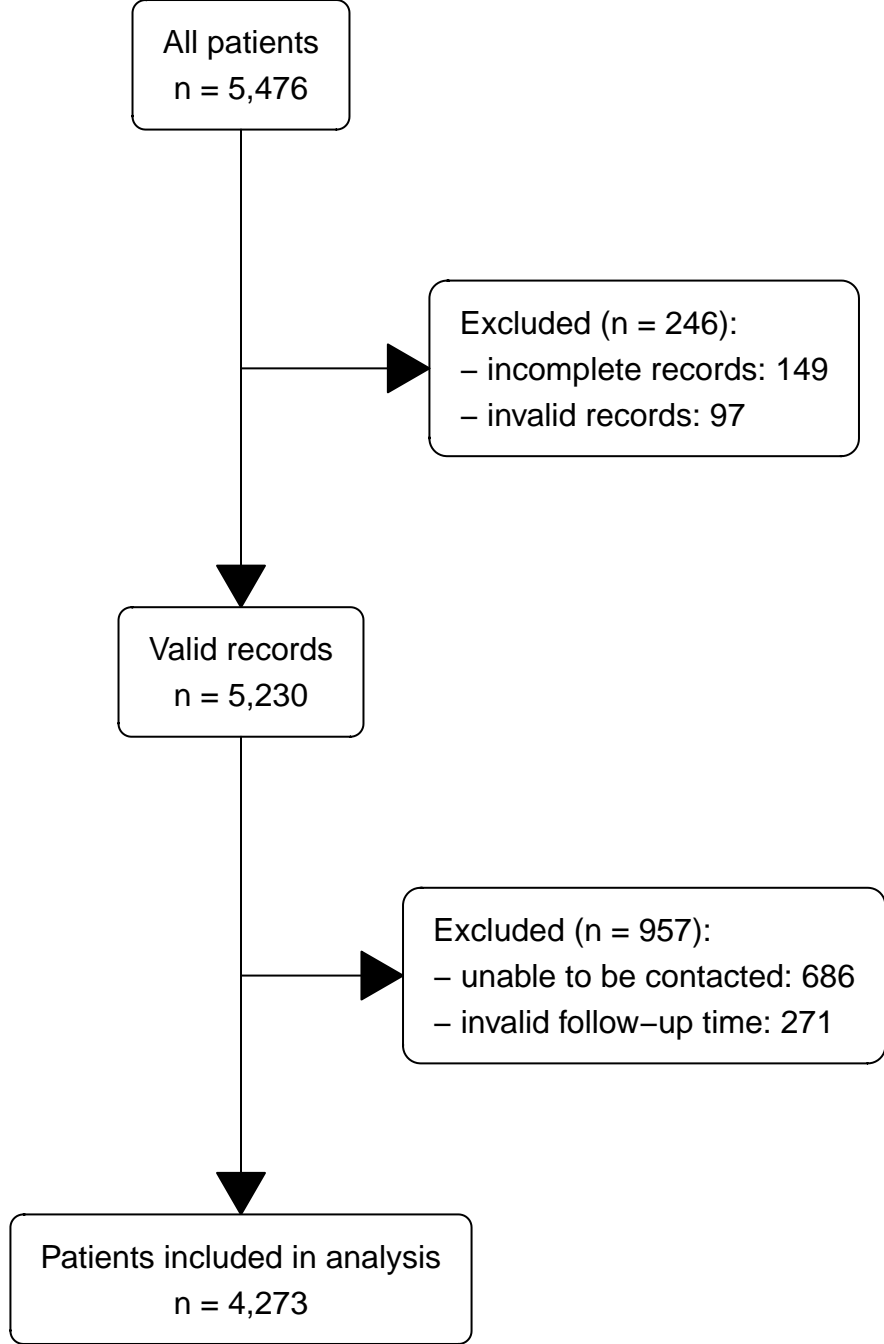 All patients
n = 5,476
Excluded (n = 246):
− incomplete records: 149
− invalid records: 97
Valid records
n = 5,230
Excluded (n = 957):
− unable to be contacted: 686
− invalid follow−up time: 271
Patients included in analysis
n = 4,273